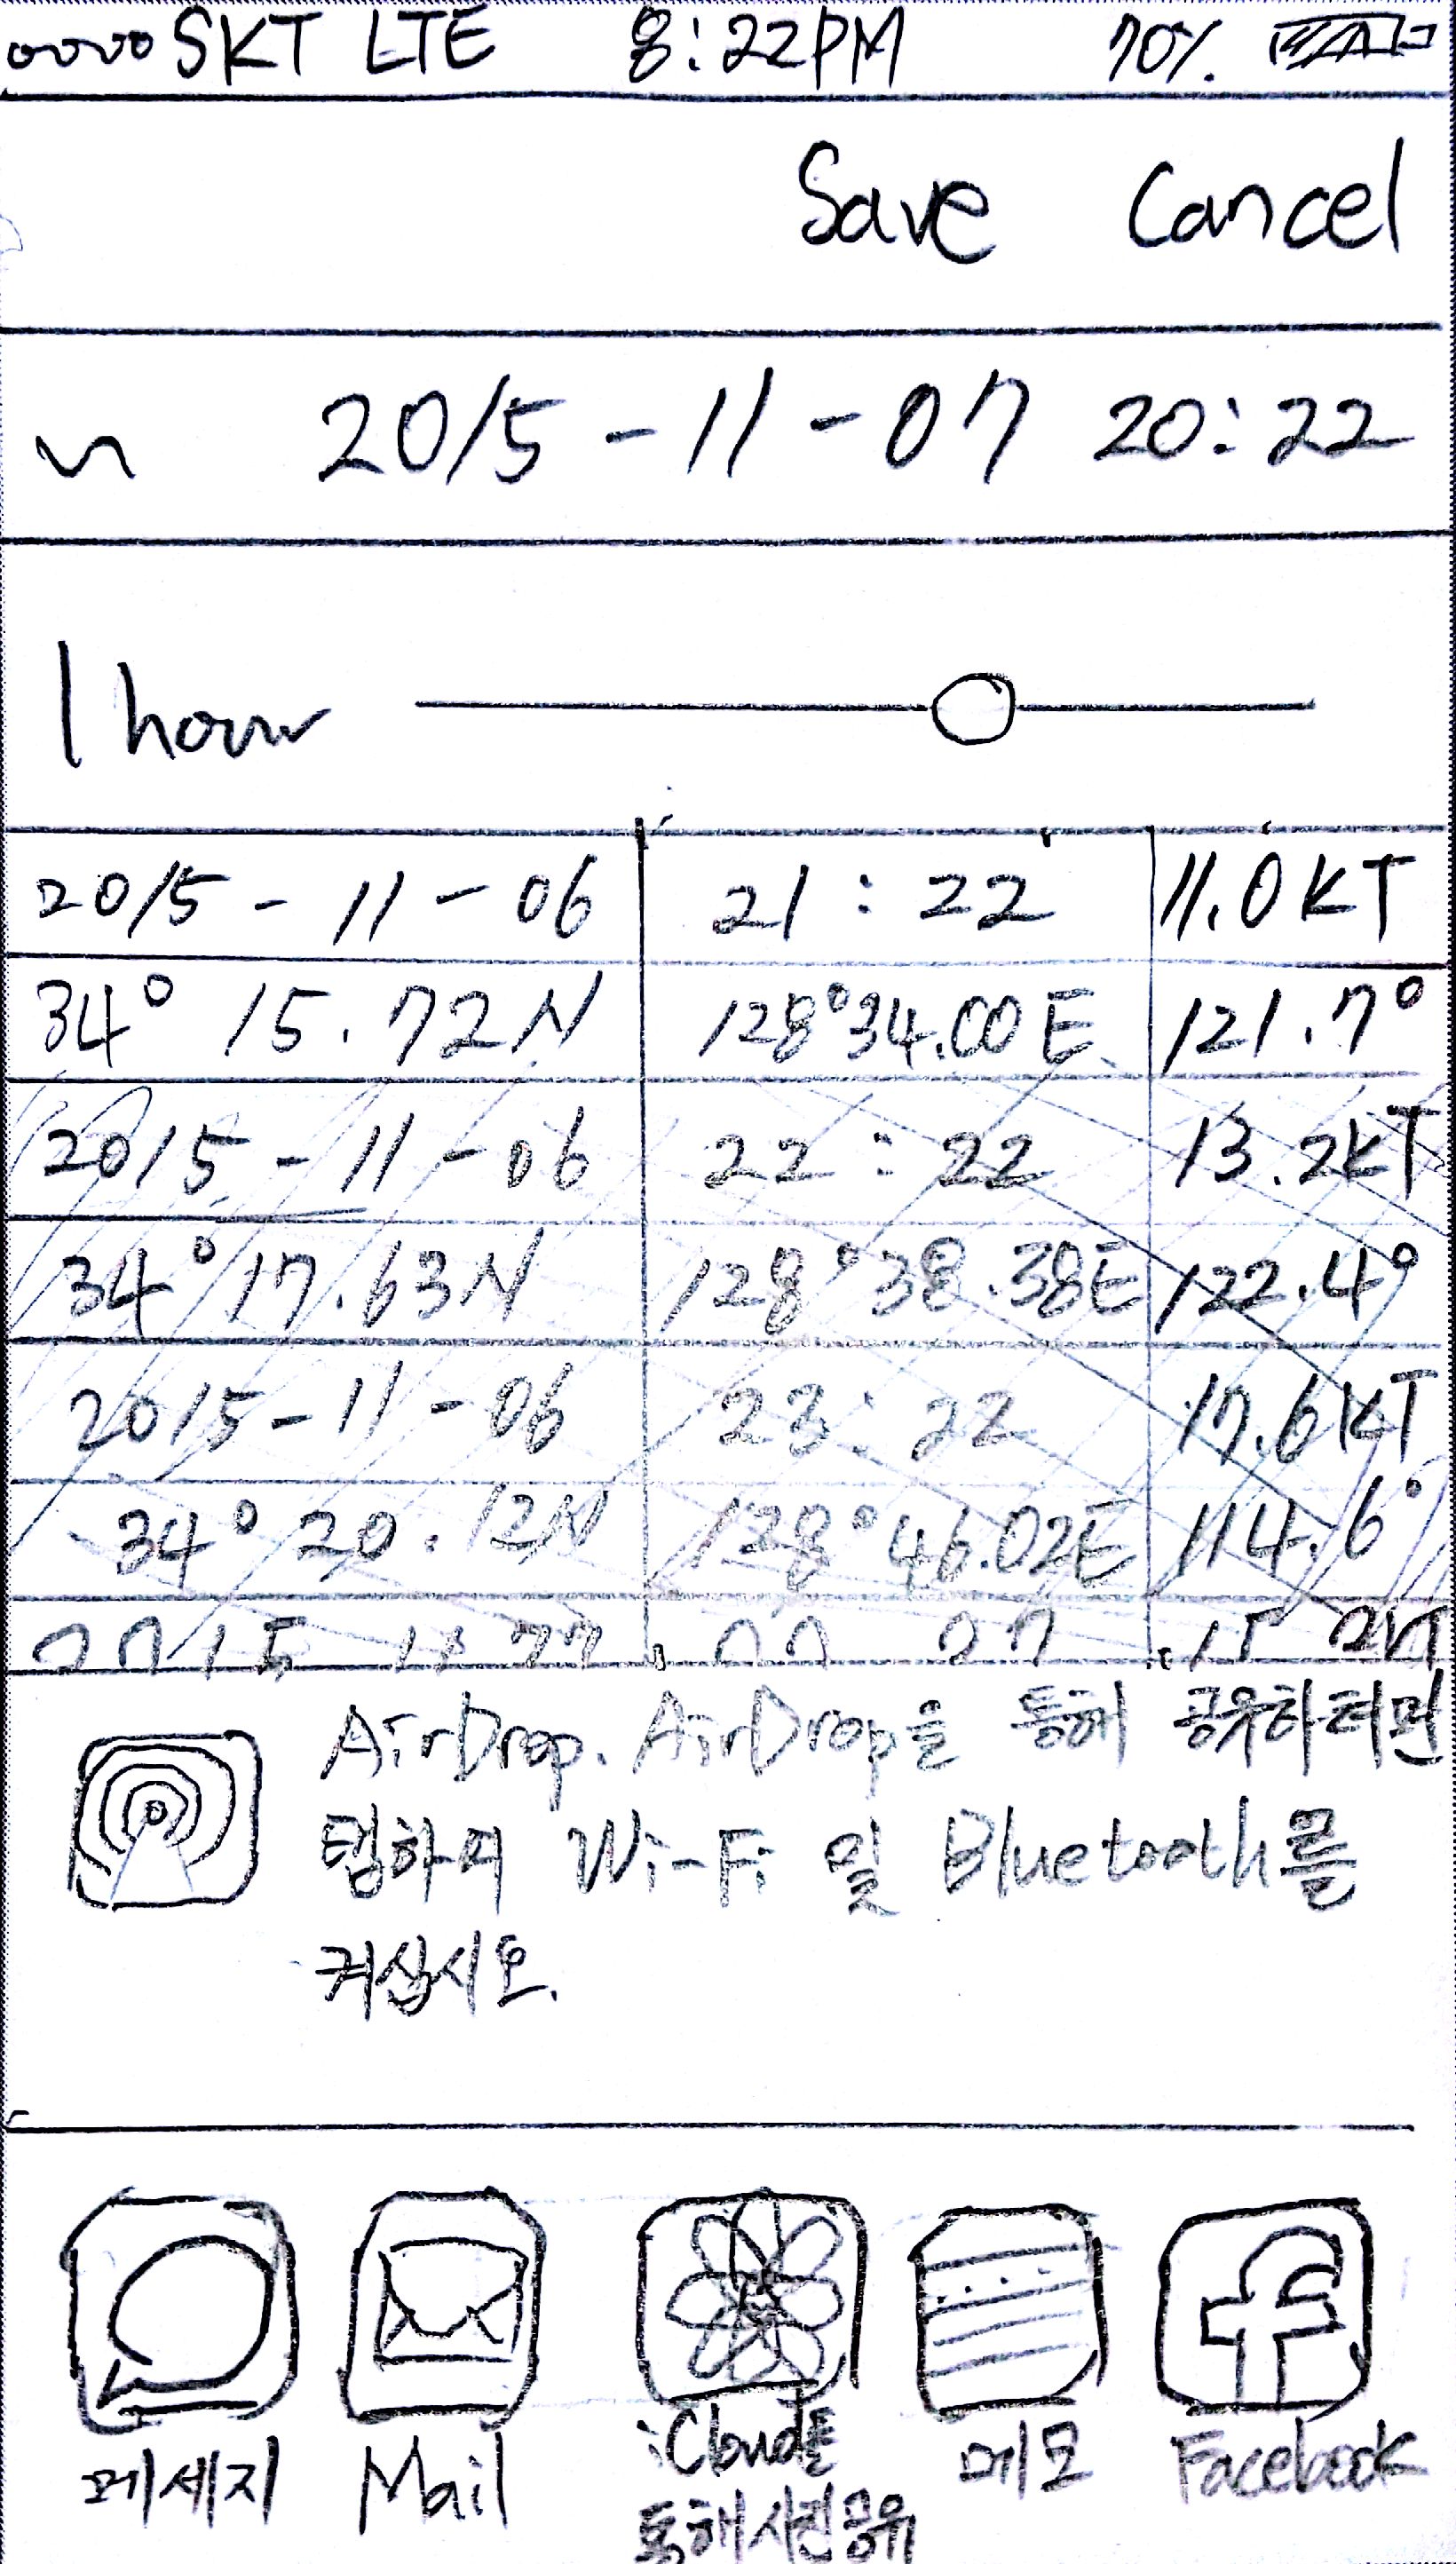 SKT LTE 8:22PM 70%
Save Cancel
~ 2015-11-07 20:22
1 hour
2015-11-06 21:22 11.0KT
34° 15.72N 128°34.00E 121.7°
2015-11-06 22:22 13.2KT
34°17.63N 128°38.38E 122.4°
2015-11-06 23:22 17.6KT
34°20.12N 128°46.02E 114.6°
AirDrop. AirDrop을 통해 공유하려면
탭하여 Wi-Fi 및 Bluetooth를
켜십시오.
메세지 Mail iCloud를 메모 Facebook
통해 사진 공유